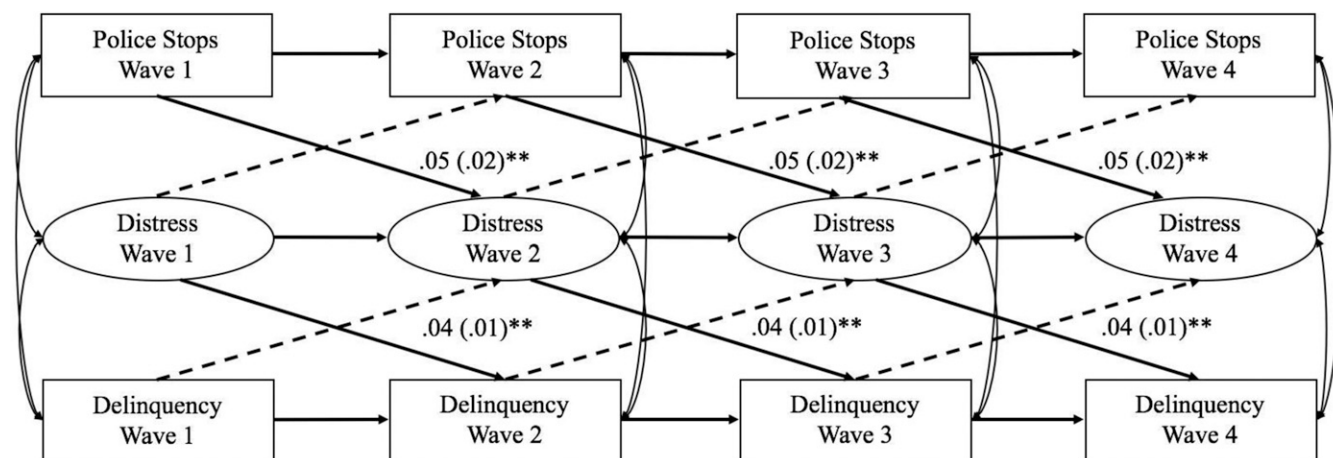 Police Stops
Wave 1
Police Stops
Wave 2
Police Stops
Wave 3
Police Stops
Wave 4
.05 (.02)**
.05 (.02)**
.05 (.02)**
Distress
Wave 1
Distress
Wave 2
Distress
Wave 3
Distress
Wave 4
.04 (.01)**
.04 (.01)**
.04 (.01)**
Delinquency
Wave 1
Delinquency
Wave 2
Delinquency
Wave 3
Delinquency
Wave 4